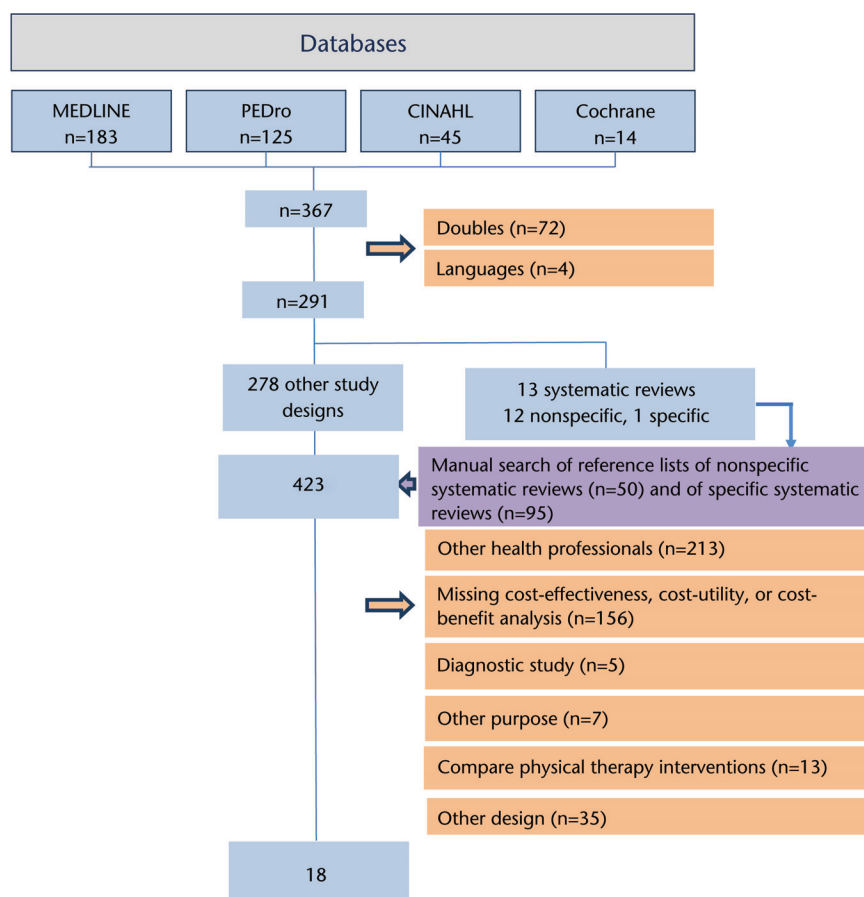 Databases
MEDLINE
n=183
PEDro
n=125
CINAHL
n=45
Cochrane
n=14
n=367
Doubles (n=72)
Languages (n=4)
n=291
278 other study
designs
13 systematic reviews
12 nonspecific, 1 specific
423
Manual search of reference lists of nonspecific
systematic reviews (n=50) and of specific systematic
reviews (n=95)
Other health professionals (n=213)
Missing cost-effectiveness, cost-utility, or cost-
benefit analysis (n=156)
Diagnostic study (n=5)
Other purpose (n=7)
Compare physical therapy interventions (n=13)
Other design (n=35)
18